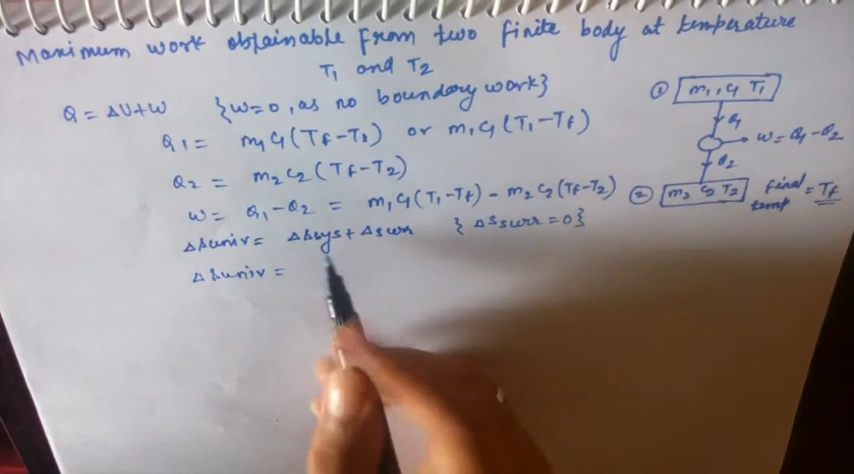 Maximum work obtainable from two finite body at temperature
T1 and T2
Q = ΔU+W {W=0, as no boundary work}
Q1 = m1C1(Tf-T1) or m1C1(T1-Tf)
Q2 = m2C2(Tf-T2)
W = Q1-Q2 = m1C1(T1-Tf) - m2C2(Tf-T2)
ΔSuniv = ΔSsys + ΔSsurr {ΔSsurr=0}
ΔSuniv =
① m1, C1 T1
Q1
W = Q1-Q2
Q2
② m2 C2 T2
final temp = Tf